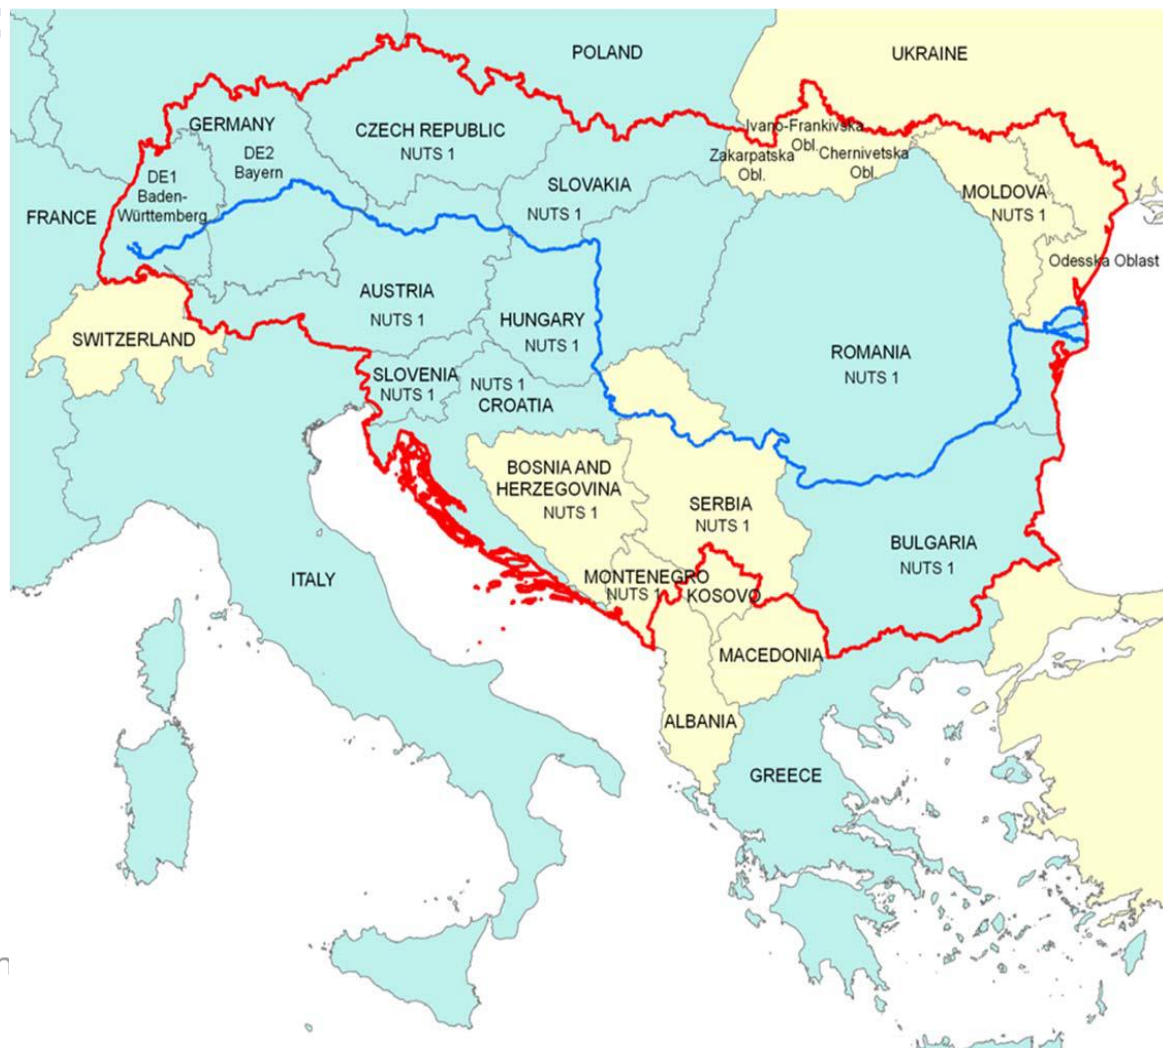 POLAND
UKRAINE
GERMANY
CZECH REPUBLIC
NUTS 1
DE2
Bayern
DE1
Baden-
Württemberg
Ivano-Frankivska
Obl.
Zakarpatska
Obl.
Chernivetska
Obl.
SLOVAKIA
NUTS 1
MOLDOVA
NUTS 1
FRANCE
Odesska Oblast
AUSTRIA
NUTS 1
HUNGARY
NUTS 1
SWITZERLAND
ROMANIA
NUTS 1
SLOVENIA
NUTS 1
NUTS 1
CROATIA
BOSNIA AND
HERZEGOVINA
NUTS 1
SERBIA
NUTS 1
BULGARIA
NUTS 1
ITALY
MONTENEGRO
NUTS 1
KOSOVO
MACEDONIA
ALBANIA
GREECE